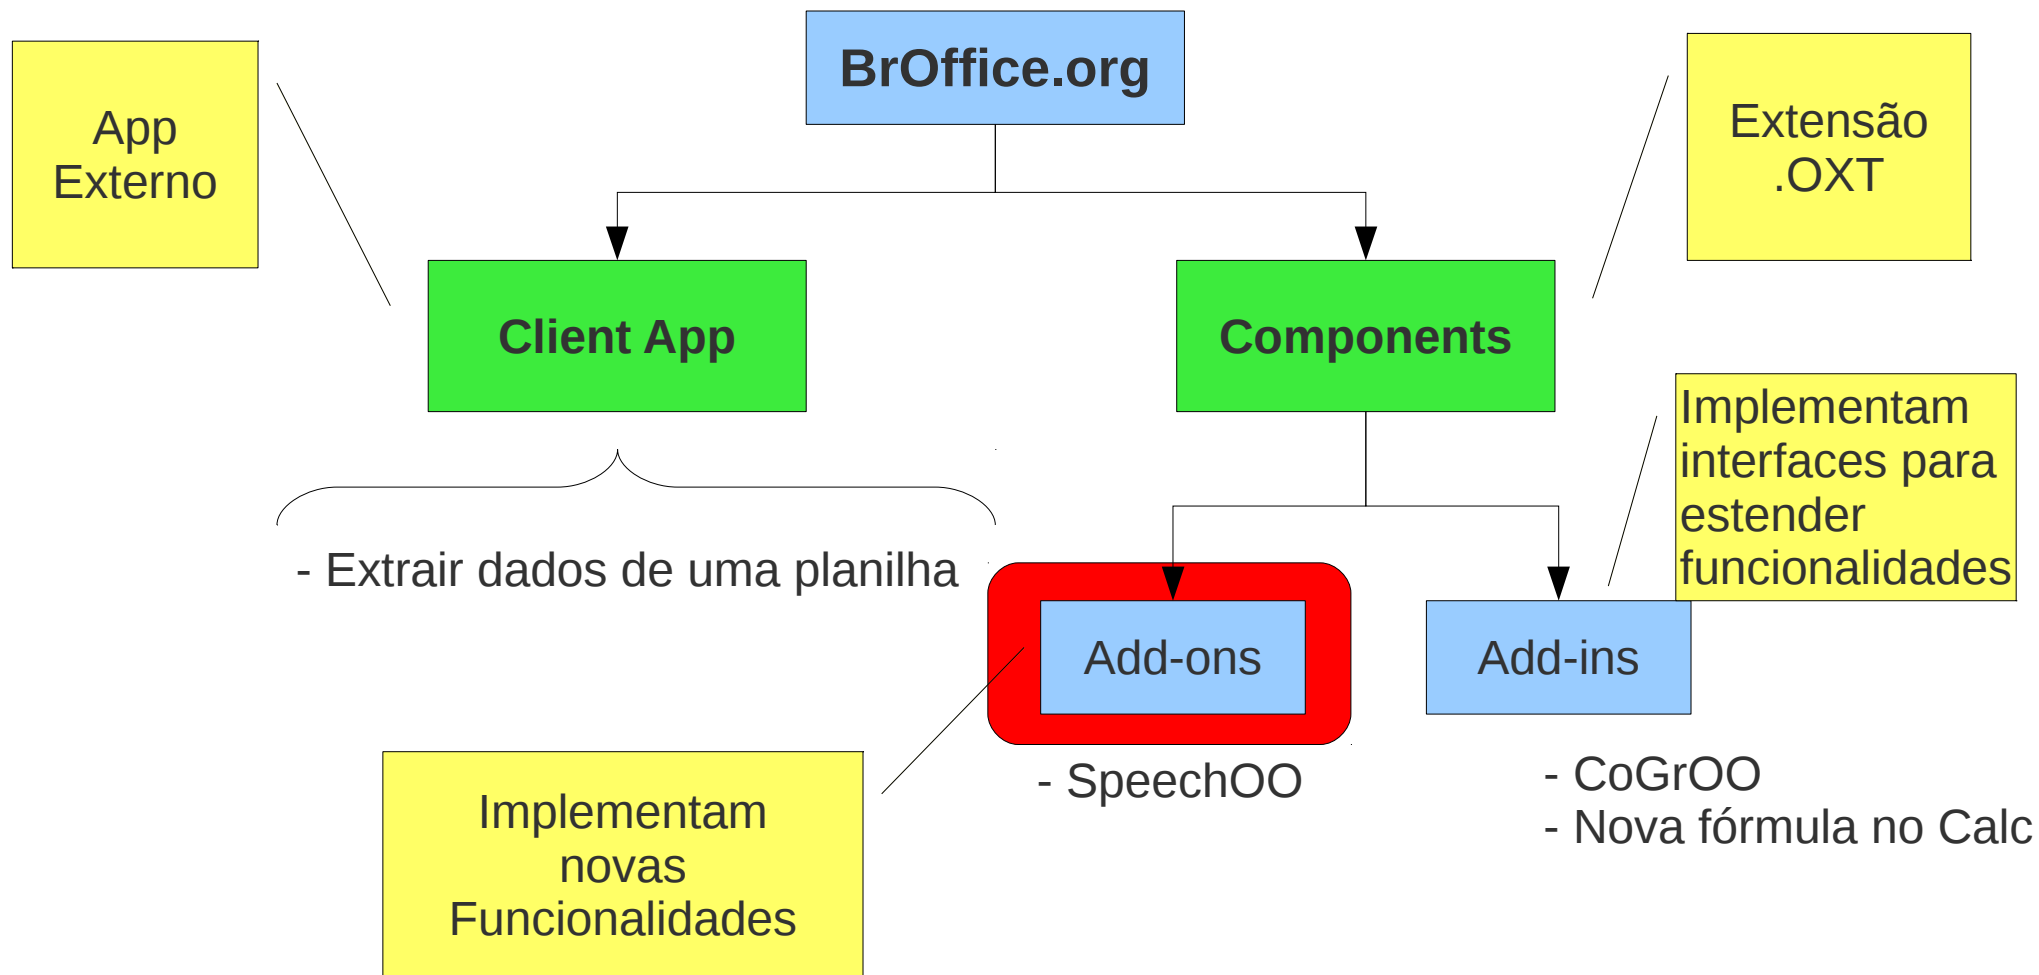 BrOffice.org
App
Externo
Extensão
.OXT
Client App
Components
Implementam
interfaces para
estender
funcionalidades
- Extrair dados de uma planilha
Add-ons
Add-ins
- SpeechOO
- CoGrOO
- Nova fórmula no Calc
Implementam
novas
Funcionalidades